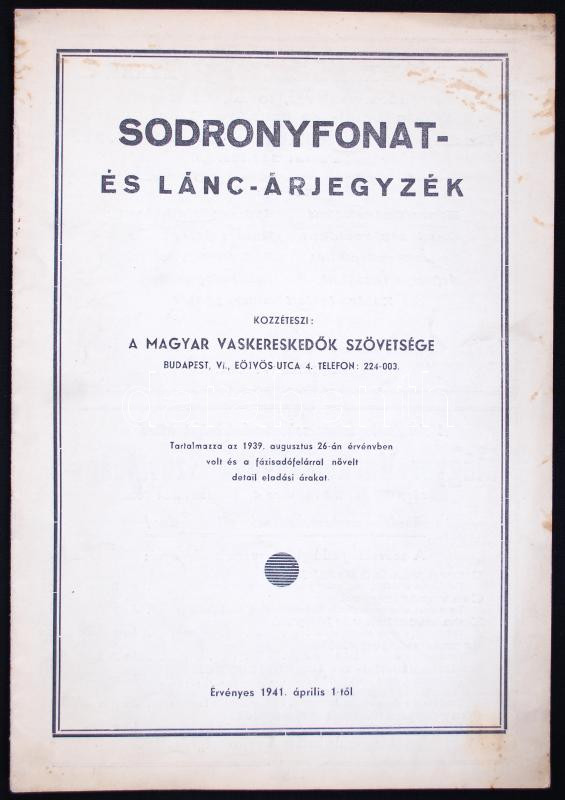 SODRONYFONAT-
ÉS LÁNC-ÁRJEGYZÉK
KÖZZÉTESZI:
A MAGYAR VASKERESKEDŐK SZÖVETSÉGE
BUDAPEST, VI., EÖTVÖS-UTCA 4. TELEFON: 224-003.
Tartalmazza az 1939. augusztus 26-án érvényben
volt és a fázisadófelárral növelt
detail eladási árakat.
Érvényes 1941. április 1-től